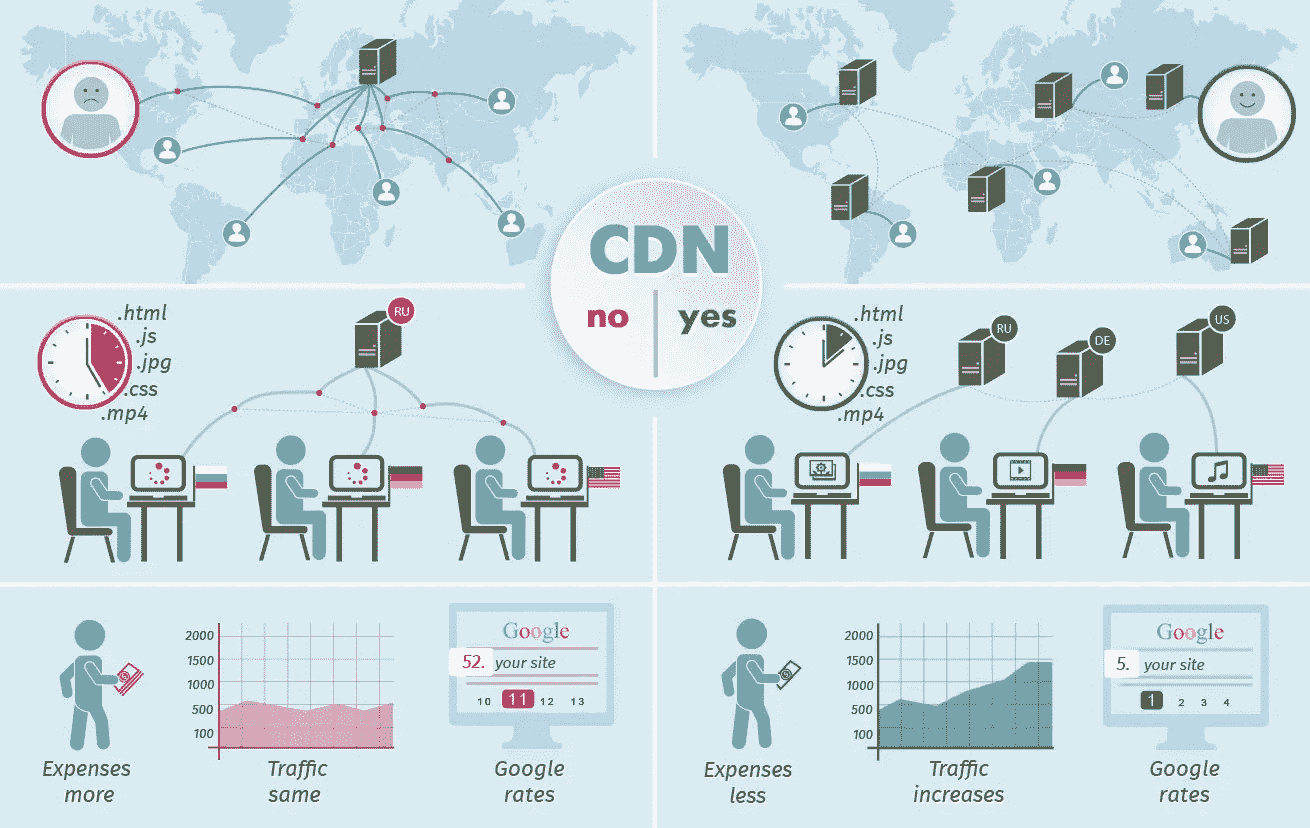 CDN
no
yes
.html
.js
.jpg
.css
.mp4
RU
.html
.js
.jpg
.css
.mp4
RU
DE
US
2000
1500
1000
500
100
Google
52. your site
10 11 12 13
Expenses
more
Traffic
same
Google
rates
2000
1500
1000
500
100
Google
5. your site
1 2 3 4
Expenses
less
Traffic
increases
Google
rates